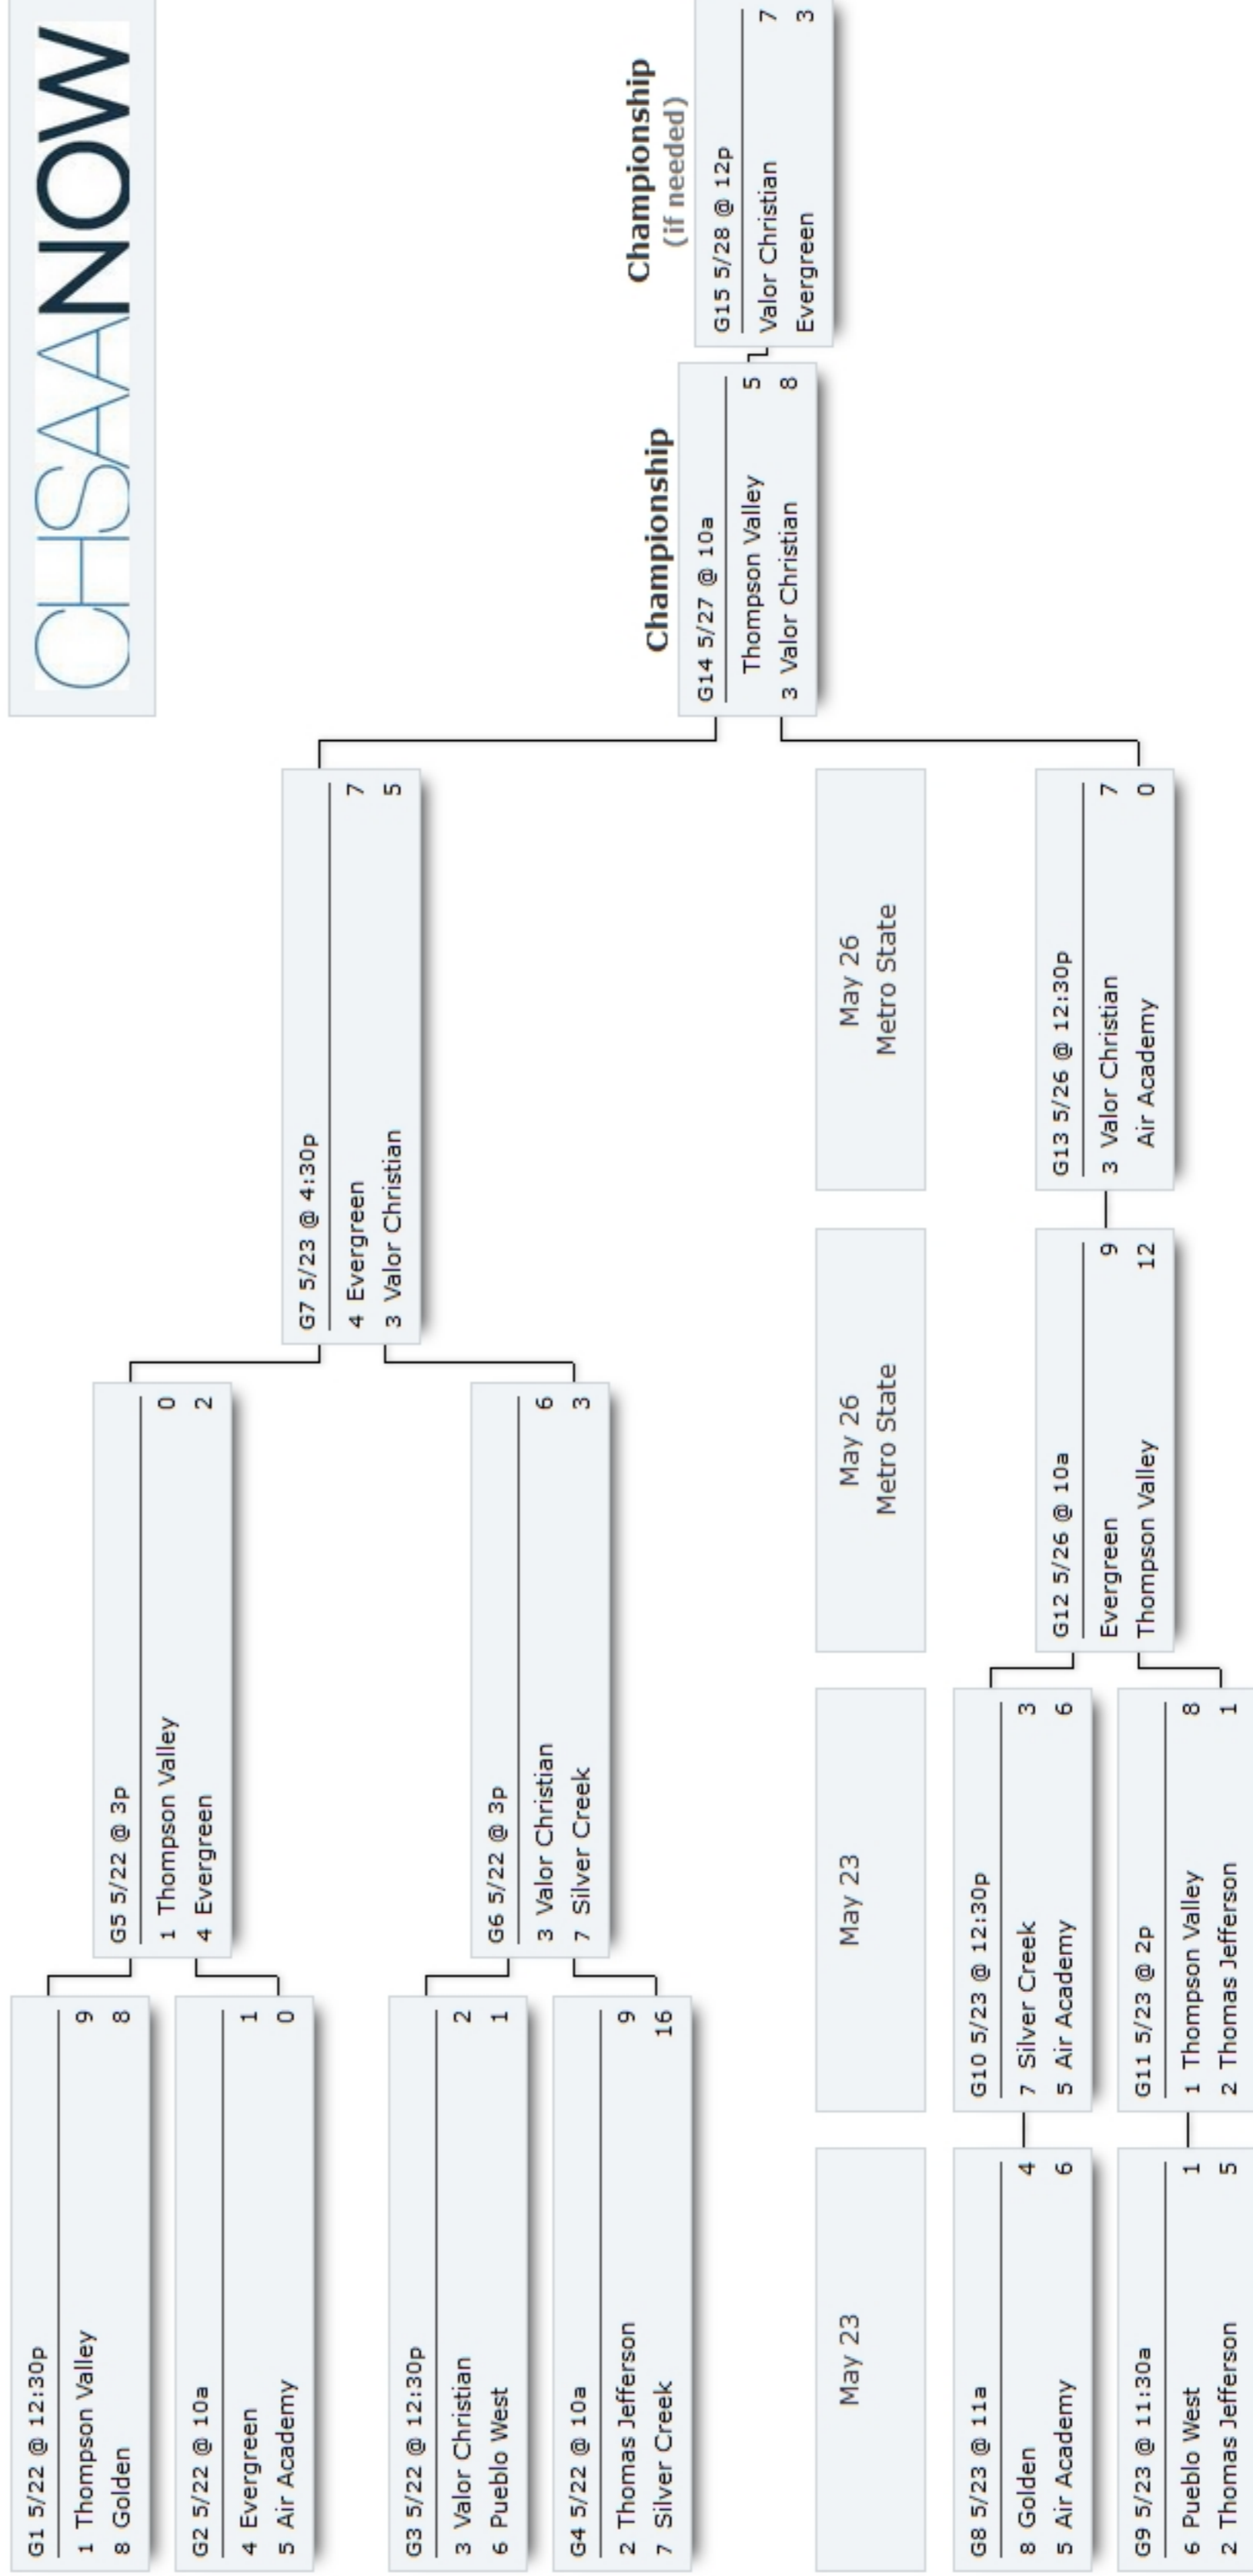 CHSAANOW
G1 5/22 @ 12:30p
1 Thompson Valley 9
8 Golden 8
G2 5/22 @ 10a
4 Evergreen 1
5 Air Academy 0
G3 5/22 @ 12:30p
3 Valor Christian 2
6 Pueblo West 1
G4 5/22 @ 10a
2 Thomas Jefferson 9
7 Silver Creek 16
G5 5/22 @ 3p
1 Thompson Valley 0
4 Evergreen 2
G6 5/22 @ 3p
3 Valor Christian 6
7 Silver Creek 3
G7 5/23 @ 4:30p
4 Evergreen 7
3 Valor Christian 5
Championship
G14 5/27 @ 10a
Thompson Valley 5
3 Valor Christian 8
Championship
(if needed)
G15 5/28 @ 12p
Valor Christian 7
Evergreen 3
May 23
May 23
May 26
Metro State
May 26
Metro State
G8 5/23 @ 11a
8 Golden 4
5 Air Academy 6
G9 5/23 @ 11:30a
6 Pueblo West 1
2 Thomas Jefferson 5
G10 5/23 @ 12:30p
7 Silver Creek 3
5 Air Academy 6
G11 5/23 @ 2p
1 Thompson Valley 8
2 Thomas Jefferson 1
G12 5/26 @ 10a
Evergreen 9
Thompson Valley 12
G13 5/26 @ 12:30p
3 Valor Christian 7
Air Academy 0